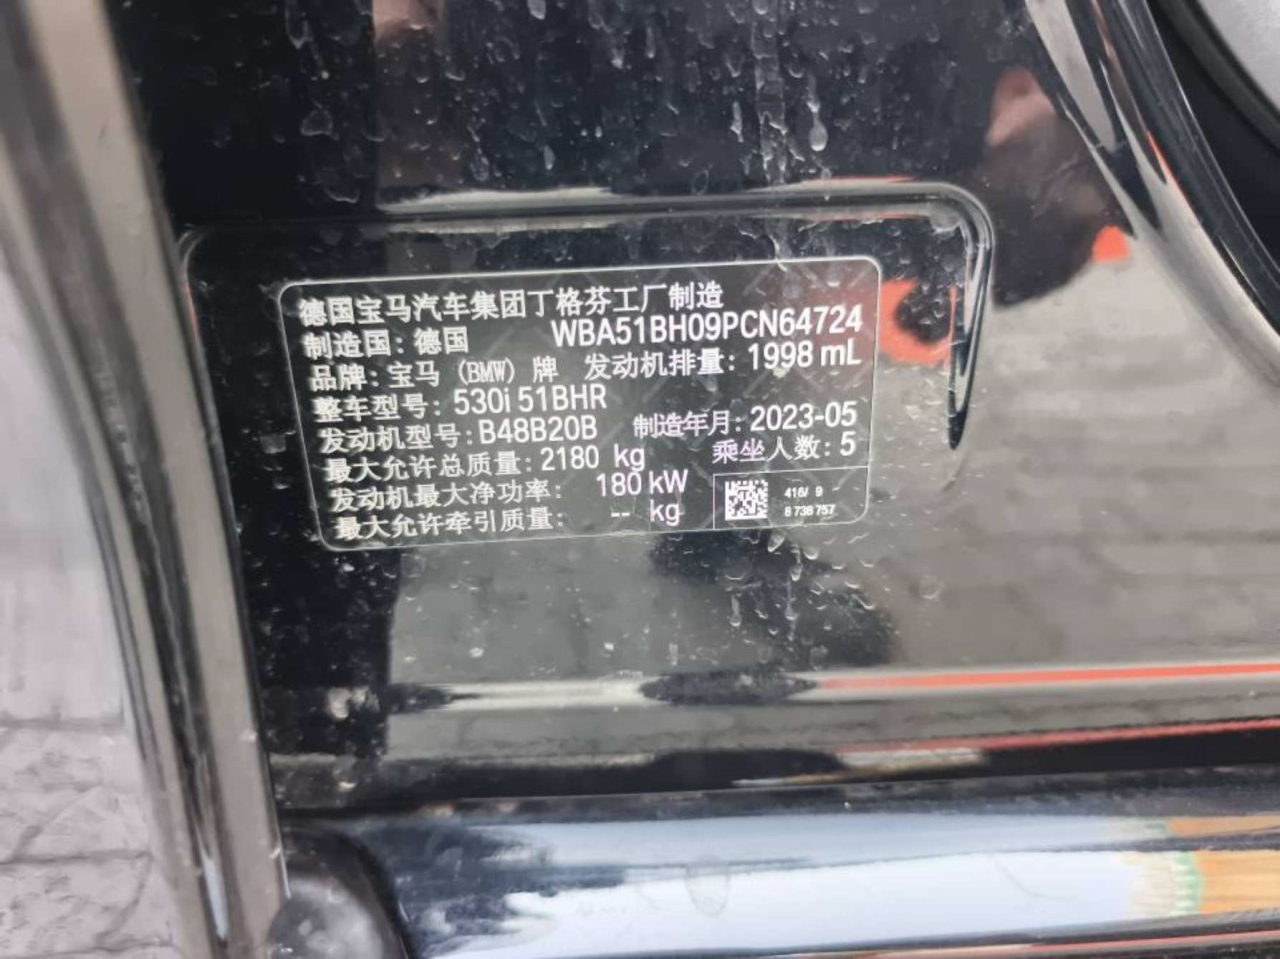 德国宝马汽车集团丁格芬工厂制造
制造国：德国 WBA51BH09PCN64724
品牌：宝马（BMW）牌 发动机排量：1998 mL
整车型号：530i 51BHR
发动机型号：B48B20B 制造年月：2023-05
最大允许总质量：2180 kg 乘坐人数：5
发动机最大净功率： 180 kW
最大允许牵引质量： -- kg
416/ 9 -
8 738 757